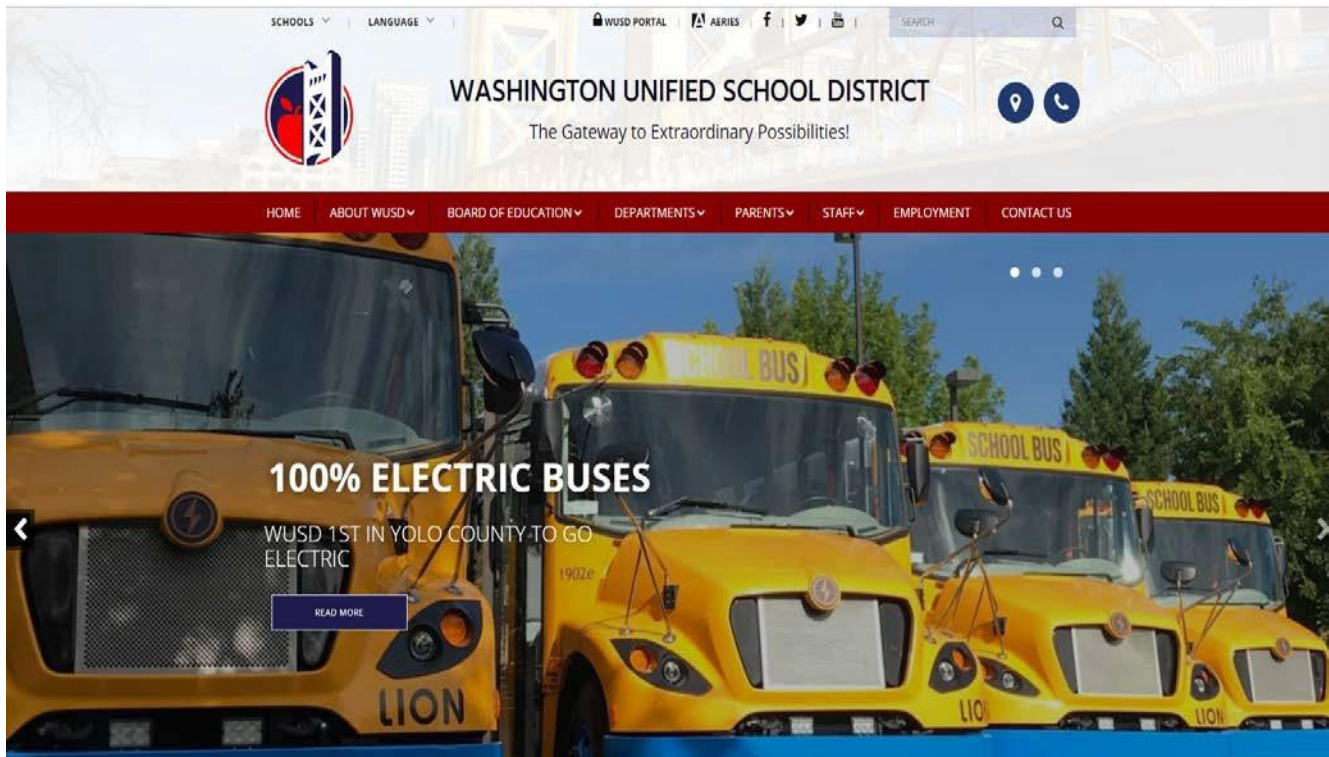 SCHOOLS LANGUAGE WUSD PORTAL AERIES SEARCH
WASHINGTON UNIFIED SCHOOL DISTRICT
The Gateway to Extraordinary Possibilities!
HOME ABOUT WUSD BOARD OF EDUCATION DEPARTMENTS PARENTS STAFF EMPLOYMENT CONTACT US
SCHOOL BUS
SCHOOL BUS
SCHOOL BUS
100% ELECTRIC BUSES
WUSD 1ST IN YOLO COUNTY TO GO
ELECTRIC
1902e
READ MORE
LION
LION
LION